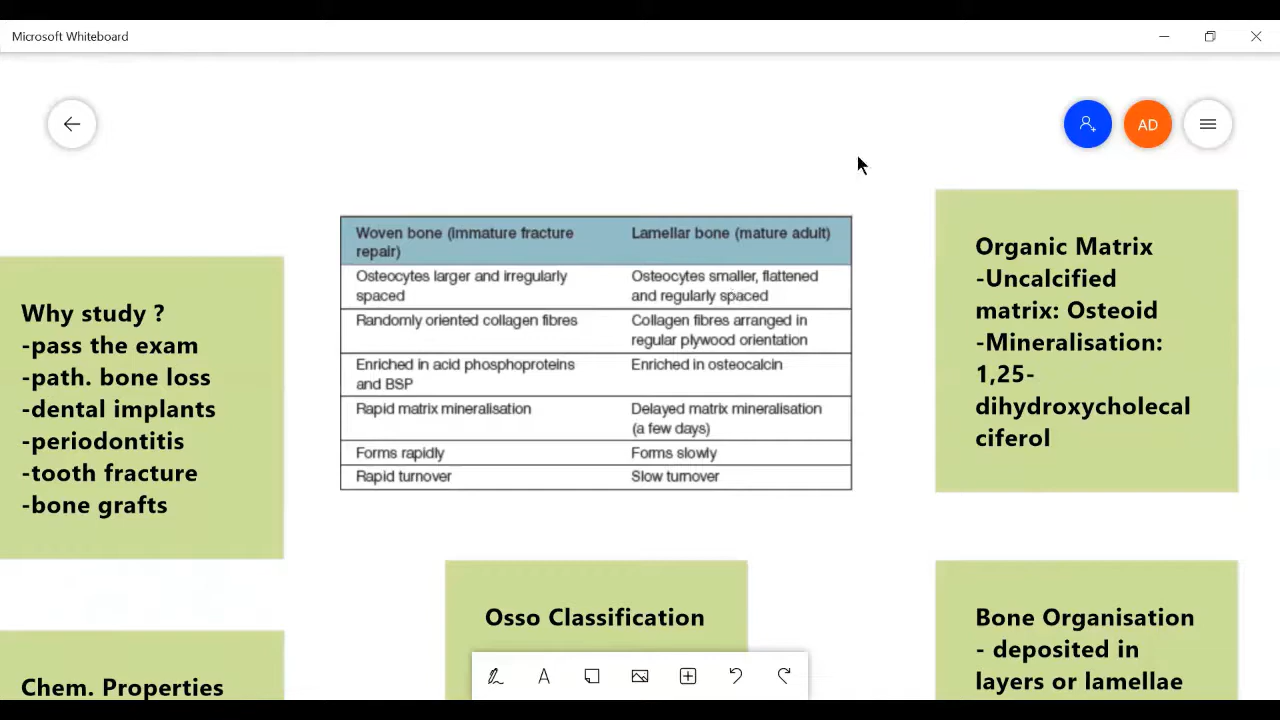 Microsoft Whiteboard
AD
Why study ?
-pass the exam
-path. bone loss
-dental implants
-periodontitis
-tooth fracture
-bone grafts
Woven bone (immature fracture
repair)
Lamellar bone (mature adult)
Osteocytes larger and irregularly
spaced
Osteocytes smaller, flattened
and regularly spaced
Randomly oriented collagen fibres
Collagen fibres arranged in
regular plywood orientation
Enriched in acid phosphoproteins
and BSP
Enriched in osteocalcin
Rapid matrix mineralisation
Delayed matrix mineralisation
(a few days)
Forms rapidly
Forms slowly
Rapid turnover
Slow turnover
Organic Matrix
-Uncalcified
matrix: Osteoid
-Mineralisation:
1,25-
dihydroxycholecal
ciferol
Chem. Properties
Osso Classification
Bone Organisation
- deposited in
layers or lamellae
A